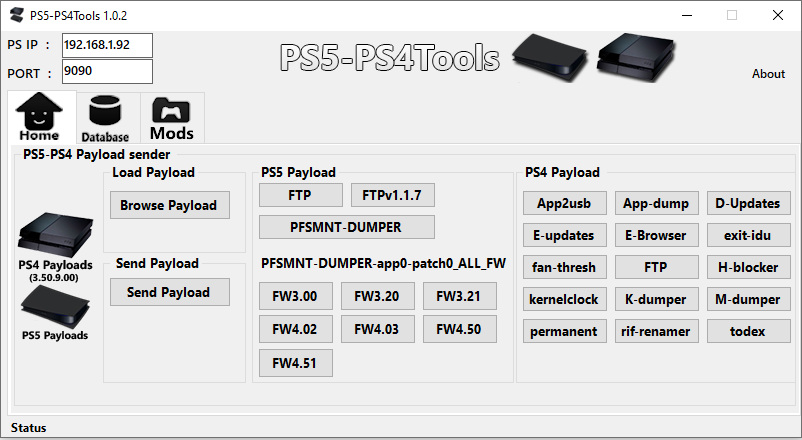 PS5-PS4Tools 1.0.2
PS IP :
192.168.1.92
PORT :
9090
PS5-PS4Tools
About
Home
Database
Mods
PS5-PS4 Payload sender
PS4 Payloads
(3.50.9.00)
PS5 Payloads
Load Payload
Browse Payload
Send Payload
Send Payload
PS5 Payload
FTP FTPv1.1.7
PFSMNT-DUMPER
PFSMNT-DUMPER-app0-patch0_ALL_FW
FW3.00 FW3.20 FW3.21
FW4.02 FW4.03 FW4.50
FW4.51
PS4 Payload
App2usb App-dump D-Updates
E-updates E-Browser exit-idu
fan-thresh FTP H-blocker
kernelclock K-dumper M-dumper
permanent rif-renamer todex
Status